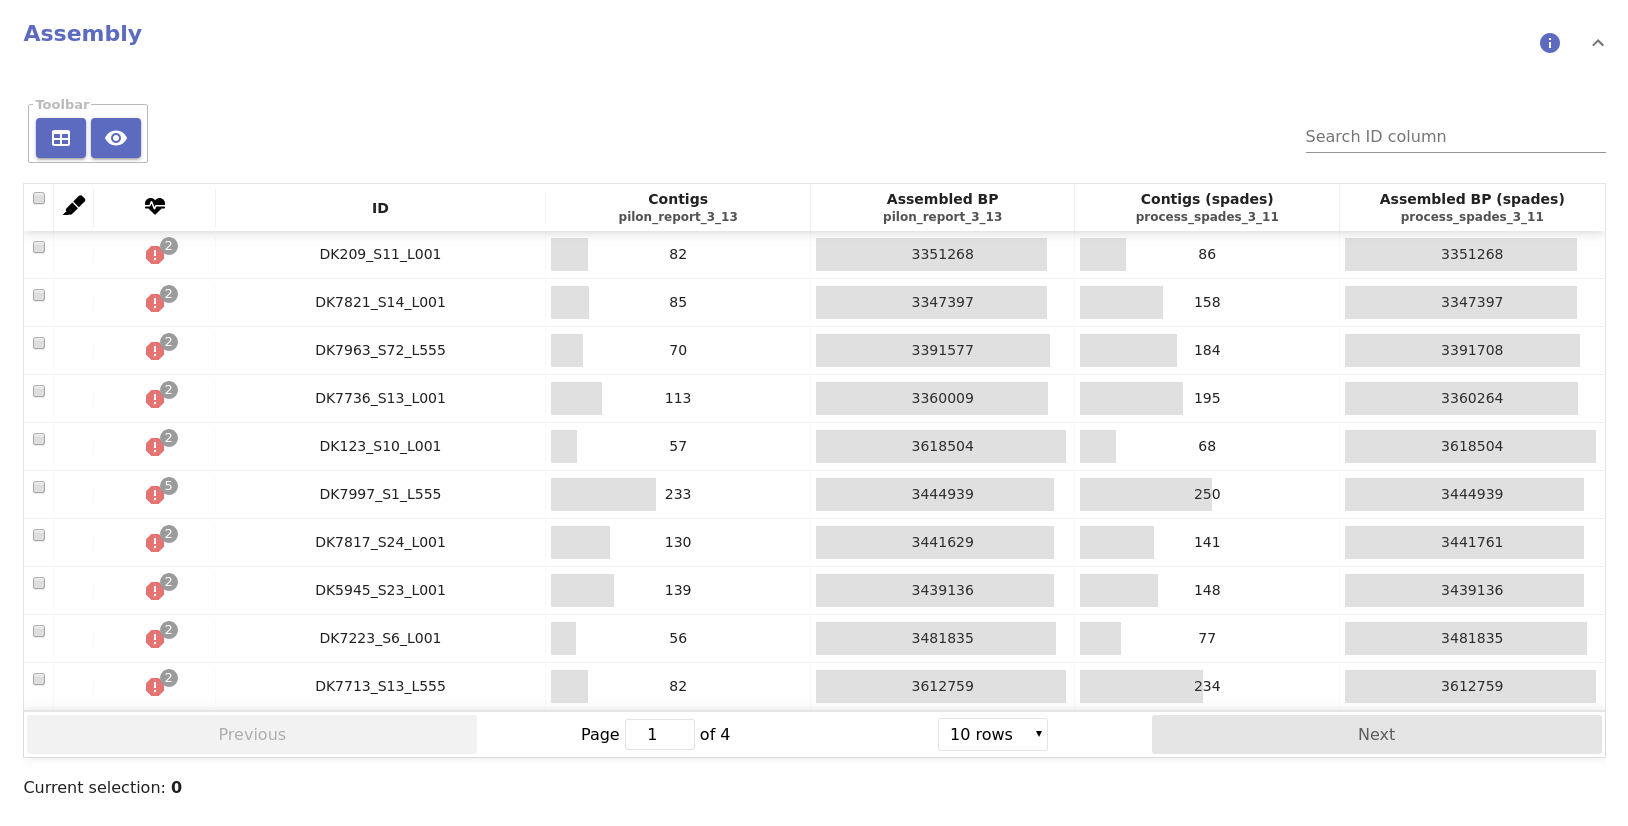 Assembly
Toolbar
Search ID column
ID Contigs Assembled BP Contigs (spades) Assembled BP (spades)
pilon_report_3_13 pilon_report_3_13 process_spades_3_11 process_spades_3_11
2 DK209_S11_L001 82 3351268 86 3351268
2 DK7821_S14_L001 85 3347397 158 3347397
2 DK7963_S72_L555 70 3391577 184 3391708
2 DK7736_S13_L001 113 3360009 195 3360264
2 DK123_S10_L001 57 3618504 68 3618504
5 DK7997_S1_L555 233 3444939 250 3444939
2 DK7817_S24_L001 130 3441629 141 3441761
2 DK5945_S23_L001 139 3439136 148 3439136
2 DK7223_S6_L001 56 3481835 77 3481835
2 DK7713_S13_L555 82 3612759 234 3612759
Previous Page 1 of 4 10 rows Next
Current selection: 0